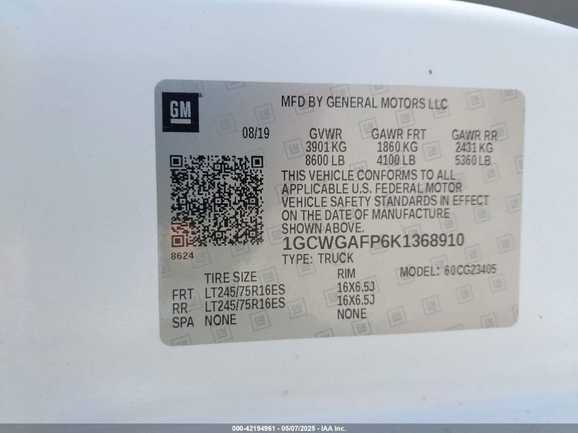 GM
MFD BY GENERAL MOTORS LLC
08/19 GVWR GAWR FRT GAWR RR
3901 KG 1860 KG 2431 KG
8600 LB 4100 LB 5360 LB
THIS VEHICLE CONFORMS TO ALL
APPLICABLE U.S. FEDERAL MOTOR
VEHICLE SAFETY STANDARDS IN EFFECT
ON THE DATE OF MANUFACTURE
SHOWN ABOVE.
1GCWGAFP6K1368910
8624
TYPE: TRUCK
MODEL: 60CG23405
TIRE SIZE RIM
FRT LT245/75R16ES 16X6.5J
RR LT245/75R16ES 16X6.5J
SPA NONE NONE
000-42194961 - 05/07/2025 - IAA Inc.